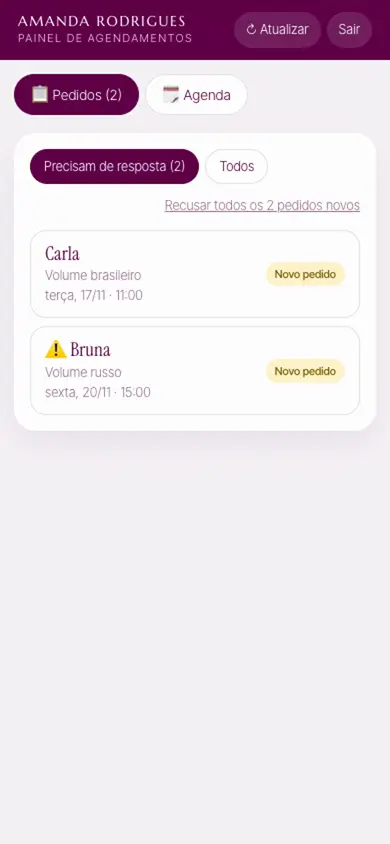 AMANDA RODRIGUES
PAINEL DE AGENDAMENTOS
↻ Atualizar
Sair
📋 Pedidos (2)
🗓️ Agenda
Precisam de resposta (2)
Todos
Recusar todos os 2 pedidos novos
Carla
Volume brasileiro
terça, 17/11 · 11:00
Novo pedido
⚠️ Bruna
Volume russo
sexta, 20/11 · 15:00
Novo pedido